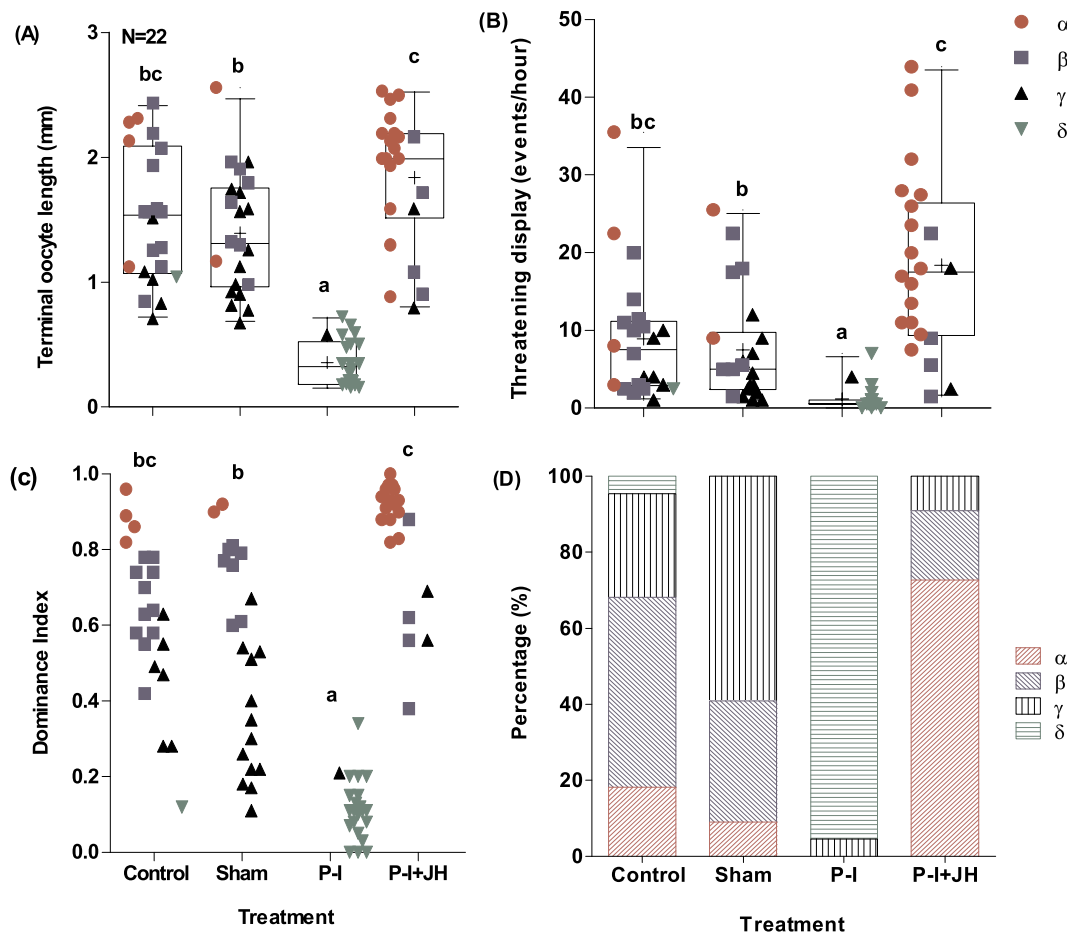 (A)
N=22
bc
b
a
c
3
2
1
0
Terminal oocyte length (mm)
(B)
bc
b
a
c
50
40
30
20
10
0
Threatening display (events/hour)
α
β
γ
δ
(C)
bc
b
a
c
1.0
0.8
0.6
0.4
0.2
0.0
Dominance Index
Control Sham P-I P-I+JH
Treatment
(D)
100
80
60
40
20
0
Percentage (%)
Control Sham P-I P-I+JH
Treatment
α
β
γ
δ